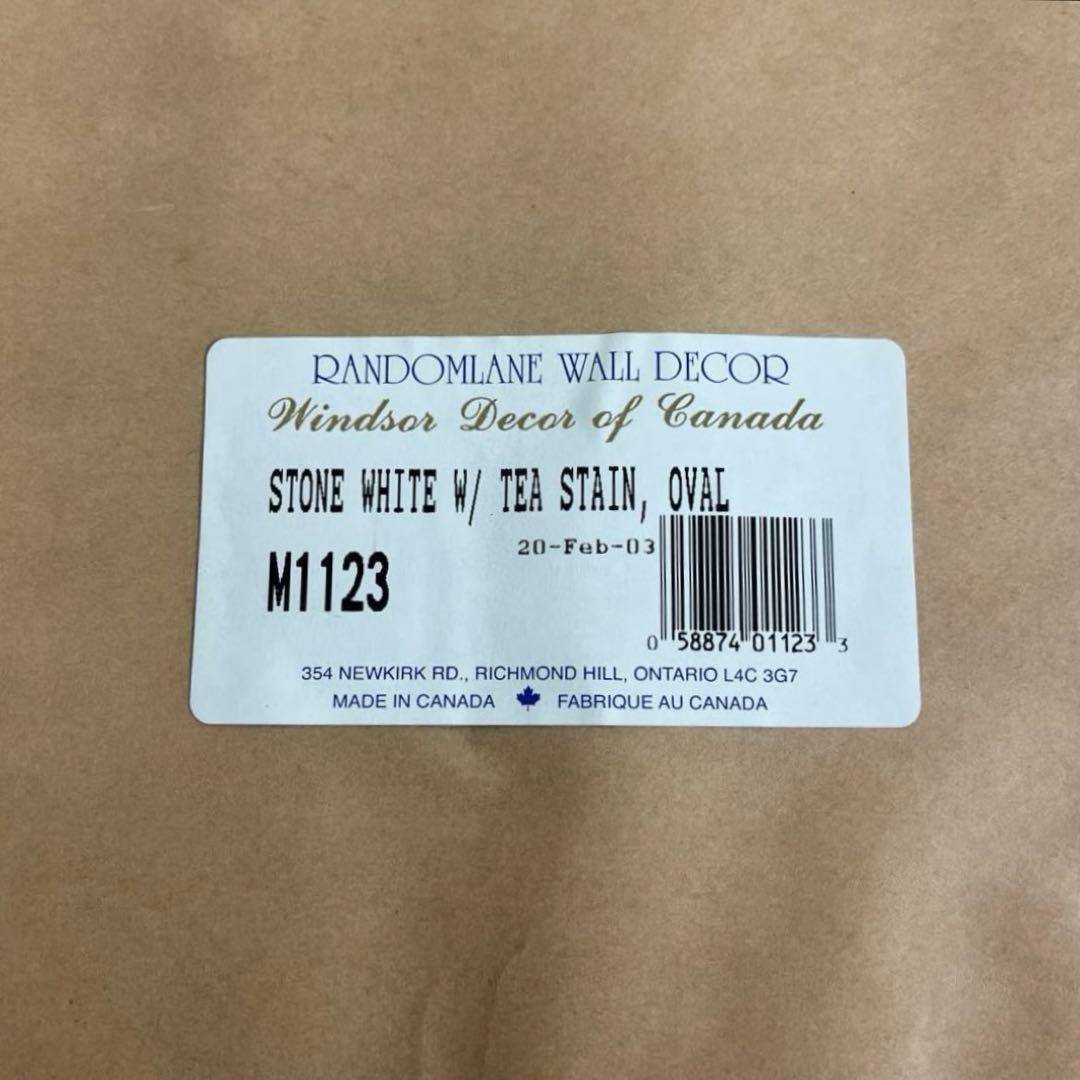 RANDOMLANE WALL DECOR
Windsor Decor of Canada
STONE WHITE W/ TEA STAIN, OVAL
20-Feb-03
M1123
0 58874 01123 3
354 NEWKIRK RD., RICHMOND HILL, ONTARIO L4C 3G7
MADE IN CANADA FABRIQUE AU CANADA